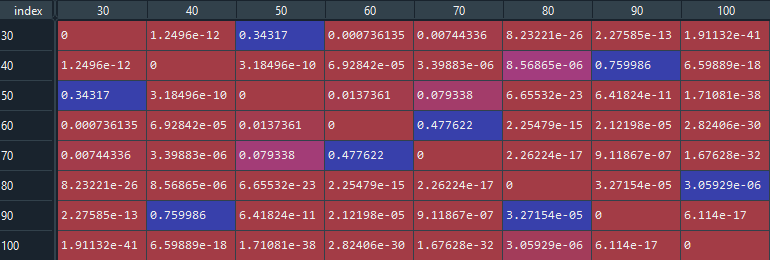 index 30 40 50 60 70 80 90 100
30 0 1.2496e-12 0.34317 0.000736135 0.00744336 8.23221e-26 2.27585e-13 1.91132e-41
40 1.2496e-12 0 3.18496e-10 6.92842e-05 3.39883e-06 8.56865e-06 0.759986 6.59889e-18
50 0.34317 3.18496e-10 0 0.0137361 0.079338 6.65532e-23 6.41824e-11 1.71081e-38
60 0.000736135 6.92842e-05 0.0137361 0 0.477622 2.25479e-15 2.12198e-05 2.82406e-30
70 0.00744336 3.39883e-06 0.079338 0.477622 0 2.26224e-17 9.11867e-07 1.67628e-32
80 8.23221e-26 8.56865e-06 6.65532e-23 2.25479e-15 2.26224e-17 0 3.27154e-05 3.05929e-06
90 2.27585e-13 0.759986 6.41824e-11 2.12198e-05 9.11867e-07 3.27154e-05 0 6.114e-17
100 1.91132e-41 6.59889e-18 1.71081e-38 2.82406e-30 1.67628e-32 3.05929e-06 6.114e-17 0